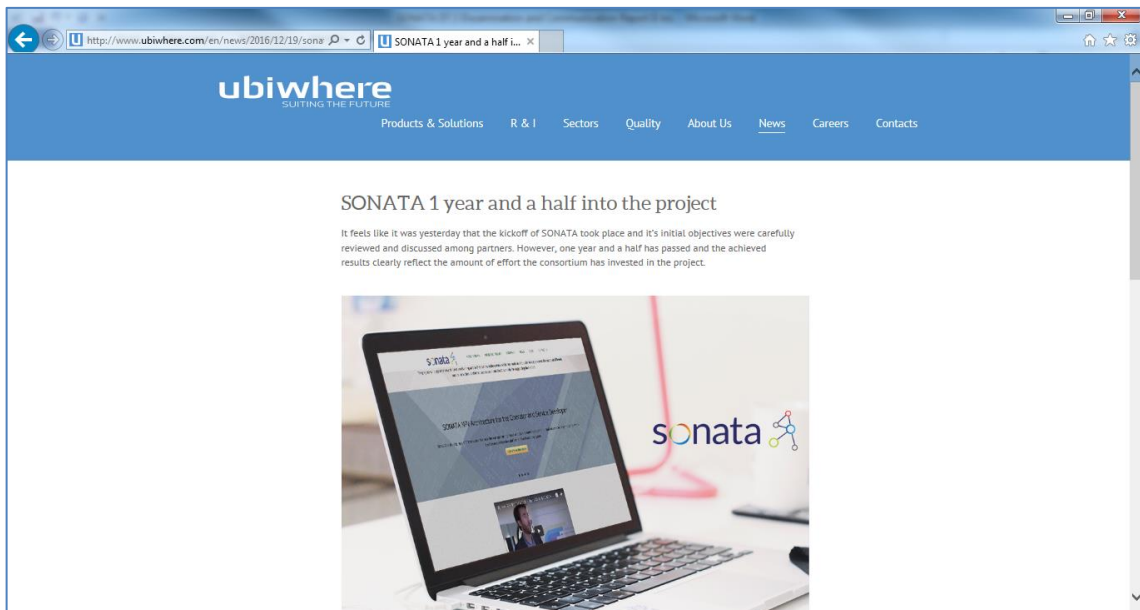 http://www.ubiwhere.com/en/news/2016/12/19/sona
SONATA 1 year and a half i...
ubiwhere
SUITING THE FUTURE
Products & Solutions R & I Sectors Quality About Us News Careers Contacts
SONATA 1 year and a half into the project
It feels like it was yesterday that the kickoff of SONATA took place and it's initial objectives were carefully
reviewed and discussed among partners. However, one year and a half has passed and the achieved
results clearly reflect the amount of effort the consortium has invested in the project.
sonata
sonata